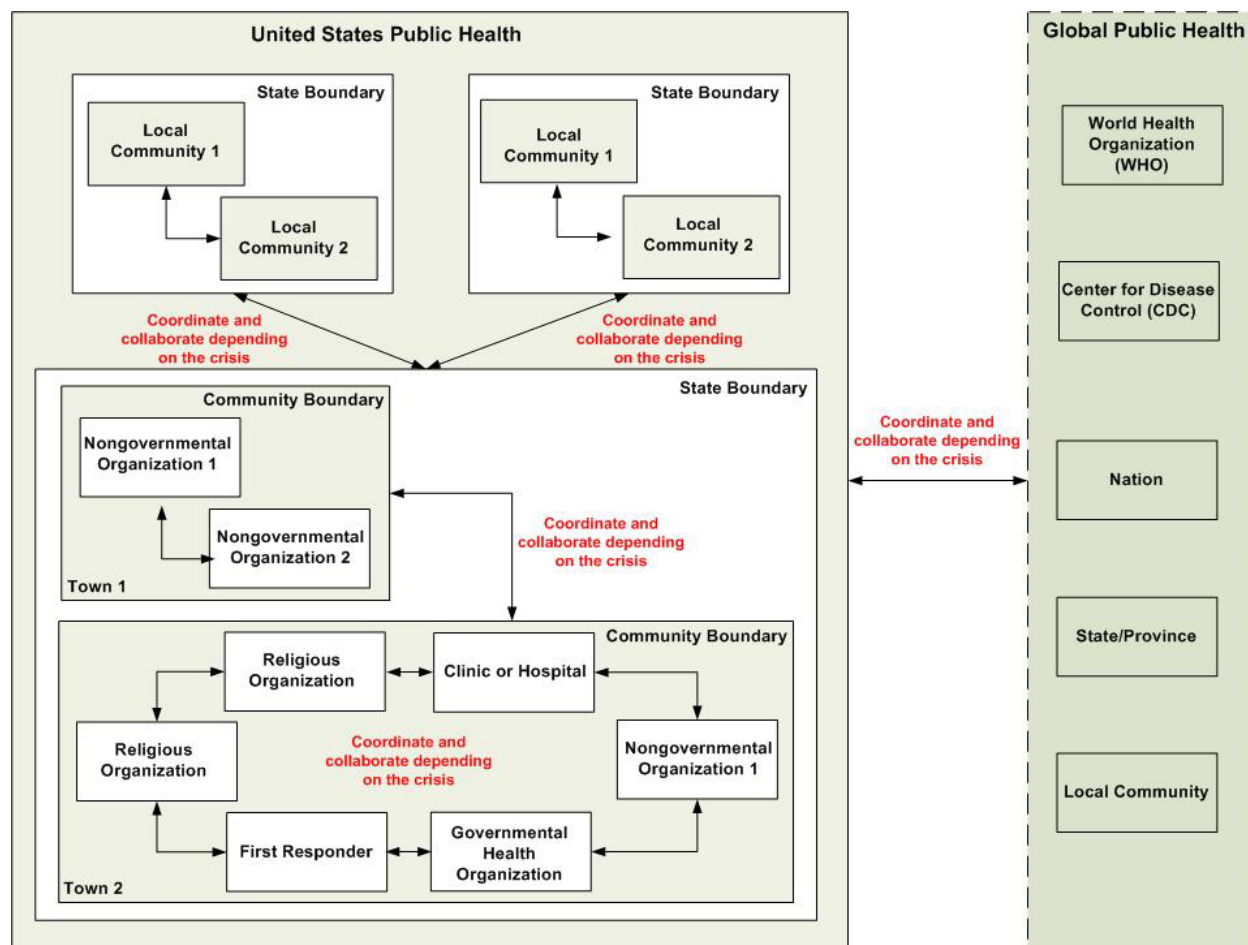 United States Public Health
State Boundary
Local
Community 1
Local
Community 2
State Boundary
Local
Community 1
Local
Community 2
Coordinate and
collaborate depending
on the crisis
Coordinate and
collaborate depending
on the crisis
State Boundary
Community Boundary
Nongovernmental
Organization 1
Nongovernmental
Organization 2
Town 1
Coordinate and
collaborate depending
on the crisis
Community Boundary
Religious
Organization
Clinic or Hospital
Religious
Organization
Coordinate and
collaborate depending
on the crisis
Nongovernmental
Organization 1
First Responder
Governmental
Health
Organization
Town 2
Coordinate and
collaborate depending
on the crisis
Global Public Health
World Health
Organization
(WHO)
Center for Disease
Control (CDC)
Nation
State/Province
Local Community